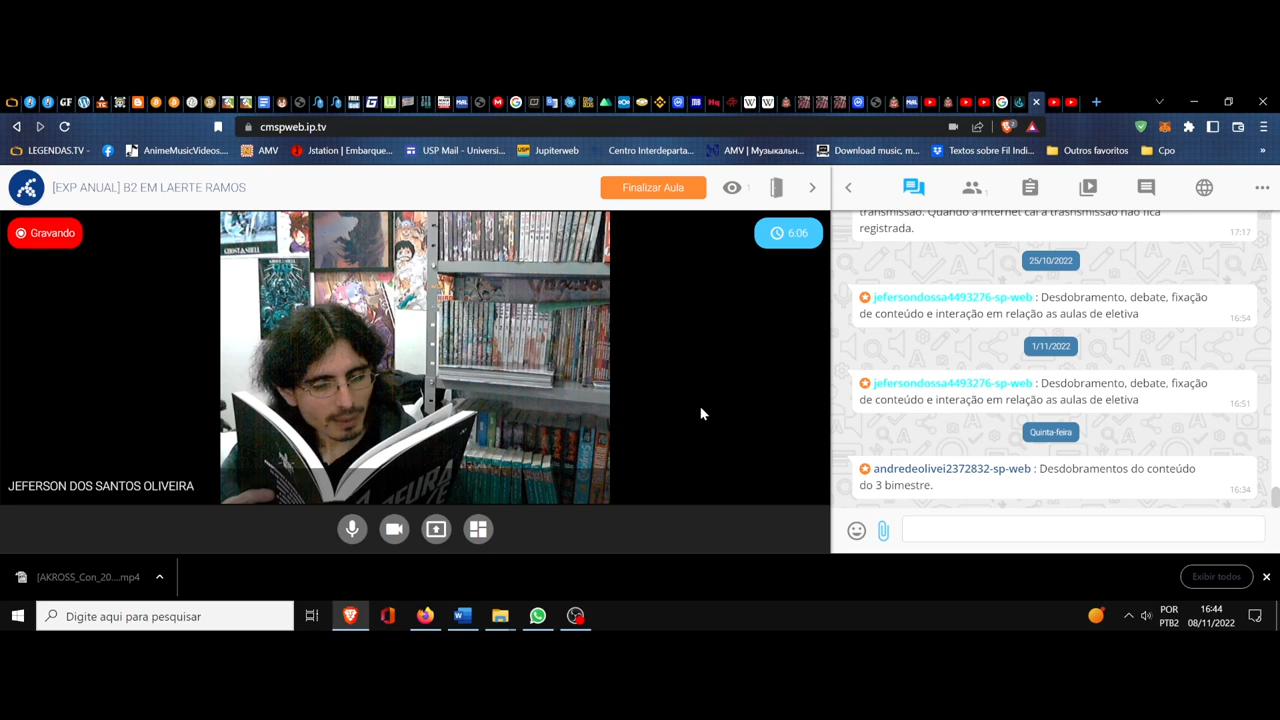 cmspweb.ip.tv
2
LEGENDAS.TV -
AnimeMusicVideos...
AMV
Jstation | Embarque...
USP Mail - Universi...
Jupiterweb
Centro Interdeparta...
AMV | Музыкальн...
Download music, m...
Textos sobre Fil Indi...
Outros favoritos
Cpo
»
[EXP ANUAL] B2 EM LAERTE RAMOS
Finalizar Aula
1
1
Gravando
6:06
JEFERSON DOS SANTOS OLIVEIRA
transmissão. Quando a internet cai a trasnsmissão não fica
registrada.
17:17
25/10/2022
jefersondossa4493276-sp-web : Desdobramento, debate, fixação
de conteúdo e interação em relação as aulas de eletiva
16:54
1/11/2022
jefersondossa4493276-sp-web : Desdobramento, debate, fixação
de conteúdo e interação em relação as aulas de eletiva
16:51
Quinta-feira
andredeolivei2372832-sp-web : Desdobramentos do conteúdo
do 3 bimestre.
16:34
[AKROSS_Con_20....mp4
Exibir todos
Digite aqui para pesquisar
POR
PTB2
16:44
08/11/2022